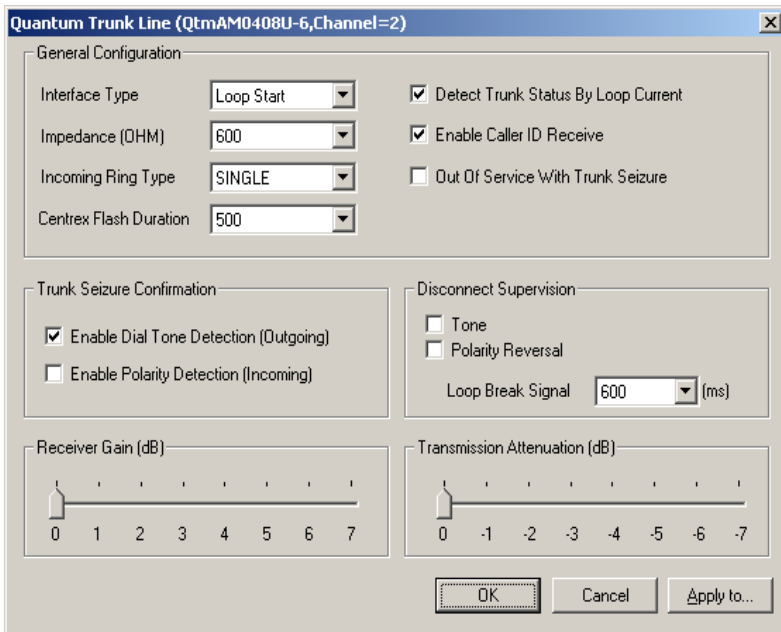 Quantum Trunk Line (QtmAM0408U-6,Channel=2)
General Configuration
Interface Type Loop Start
Detect Trunk Status By Loop Current
Impedance (OHM) 600
Enable Caller ID Receive
Incoming Ring Type SINGLE
Out Of Service With Trunk Seizure
Centrex Flash Duration 500
Trunk Seizure Confirmation
Enable Dial Tone Detection (Outgoing)
Enable Polarity Detection (Incoming)
Disconnect Supervision
Tone
Polarity Reversal
Loop Break Signal 600 (ms)
Receiver Gain (dB)
0 1 2 3 4 5 6 7
Transmission Attenuation (dB)
0 -1 -2 -3 -4 -5 -6 -7
OK Cancel Apply to...